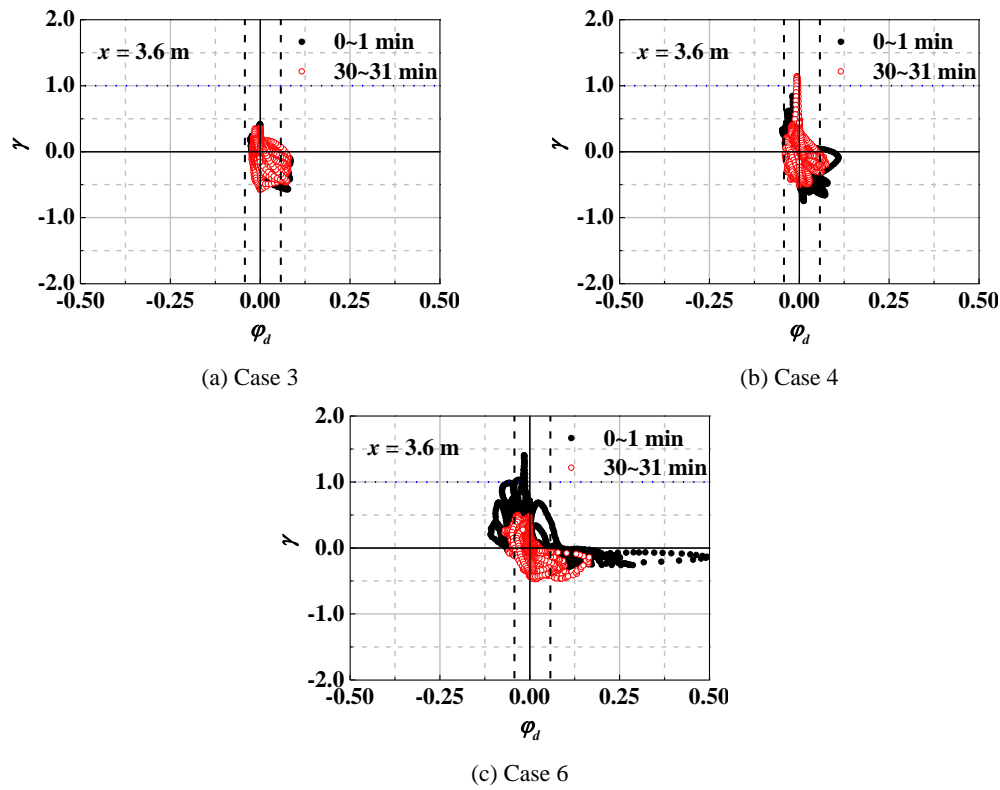 2.0
x = 3.6 m
0~1 min
30~31 min
1.0
γ
0.0
-1.0
-2.0
-0.50 -0.25 0.00 0.25 0.50
φd
(a) Case 3
2.0
x = 3.6 m
0~1 min
30~31 min
1.0
γ
0.0
-1.0
-2.0
-0.50 -0.25 0.00 0.25 0.50
φd
(b) Case 4
2.0
x = 3.6 m
0~1 min
30~31 min
1.0
γ
0.0
-1.0
-2.0
-0.50 -0.25 0.00 0.25 0.50
φd
(c) Case 6